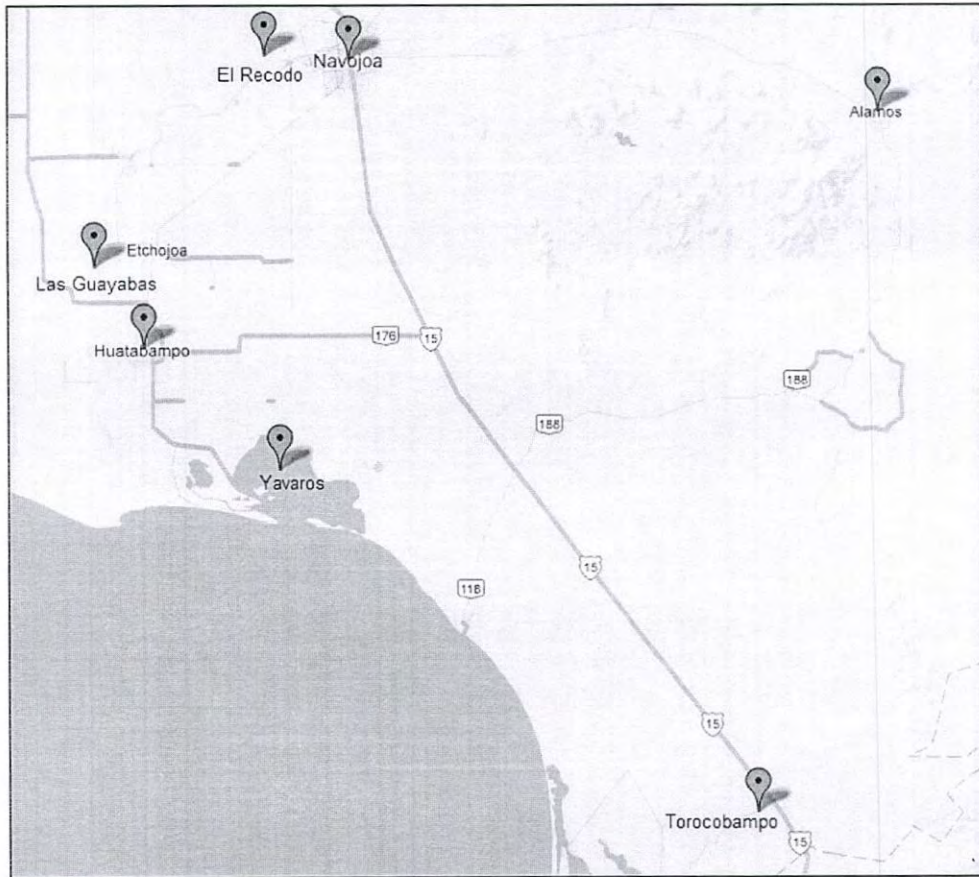 El Recodo
Navojoa
Alamos
Etchojoa
Las Guayabas
Huatabampo
176
15
188
188
Yavaros
118
15
15
Torocobampo
15